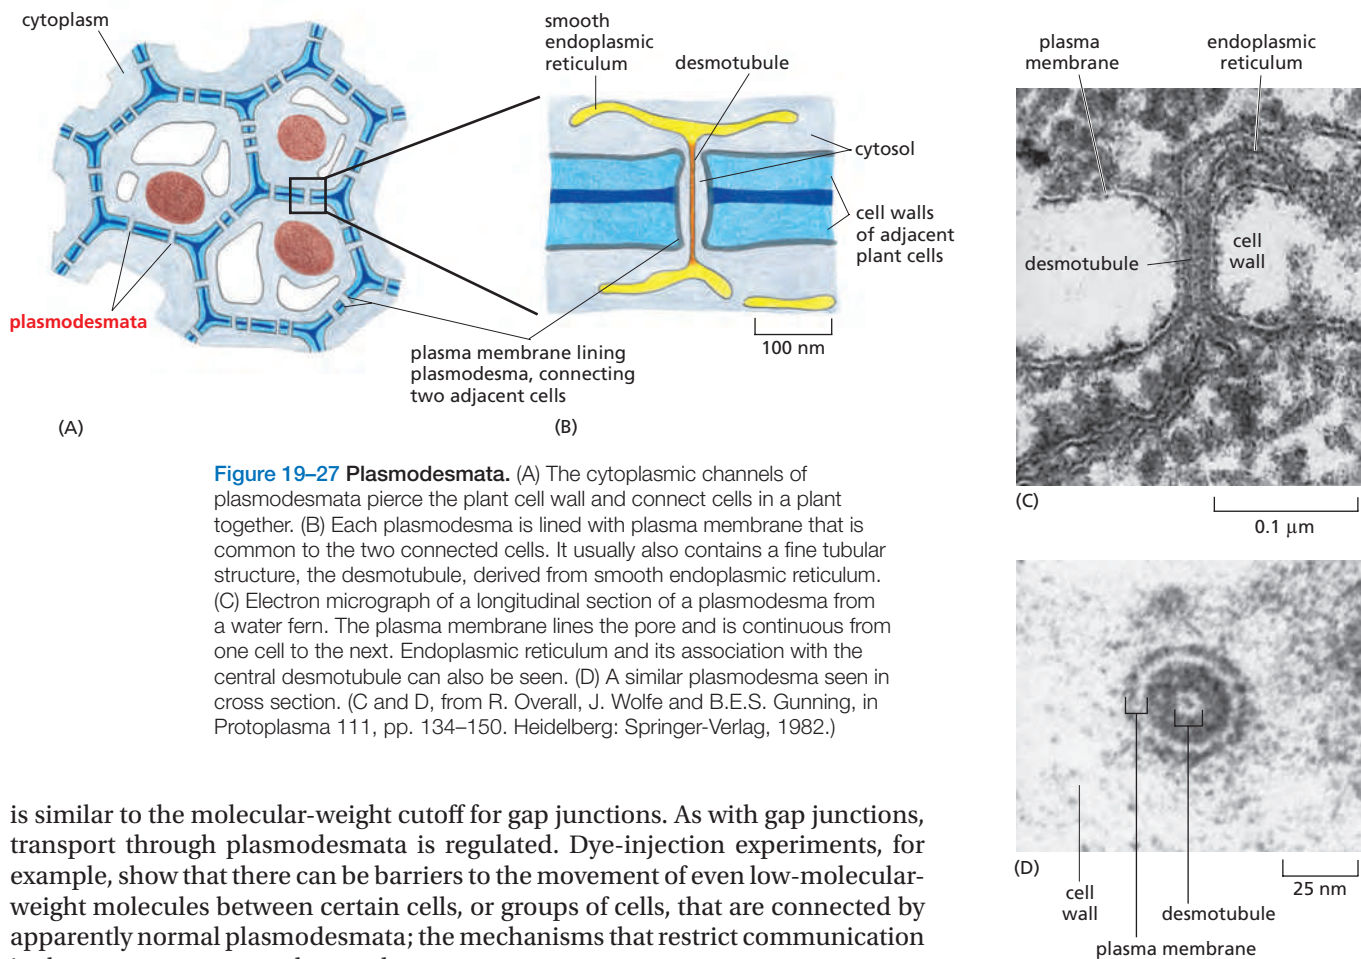 cytoplasm
plasmodesmata
(A)
smooth
endoplasmic
reticulum
desmotubule
cytosol
cell walls
of adjacent
plant cells
100 nm
plasma membrane lining
plasmodesma, connecting
two adjacent cells
(B)
plasma
membrane
endoplasmic
reticulum
desmotubule
cell
wall
(C)
0.1 μm
Figure 19–27 Plasmodesmata. (A) The cytoplasmic channels of
plasmodesmata pierce the plant cell wall and connect cells in a plant
together. (B) Each plasmodesma is lined with plasma membrane that is
common to the two connected cells. It usually also contains a fine tubular
structure, the desmotubule, derived from smooth endoplasmic reticulum.
(C) Electron micrograph of a longitudinal section of a plasmodesma from
a water fern. The plasma membrane lines the pore and is continuous from
one cell to the next. Endoplasmic reticulum and its association with the
central desmotubule can also be seen. (D) A similar plasmodesma seen in
cross section. (C and D, from R. Overall, J. Wolfe and B.E.S. Gunning, in
Protoplasma 111, pp. 134–150. Heidelberg: Springer-Verlag, 1982.)
(D)
25 nm
cell
wall
desmotubule
plasma membrane
is similar to the molecular-weight cutoff for gap junctions. As with gap junctions,
transport through plasmodesmata is regulated. Dye-injection experiments, for
example, show that there can be barriers to the movement of even low-molecular-
weight molecules between certain cells, or groups of cells, that are connected by
apparently normal plasmodesmata; the mechanisms that restrict communication